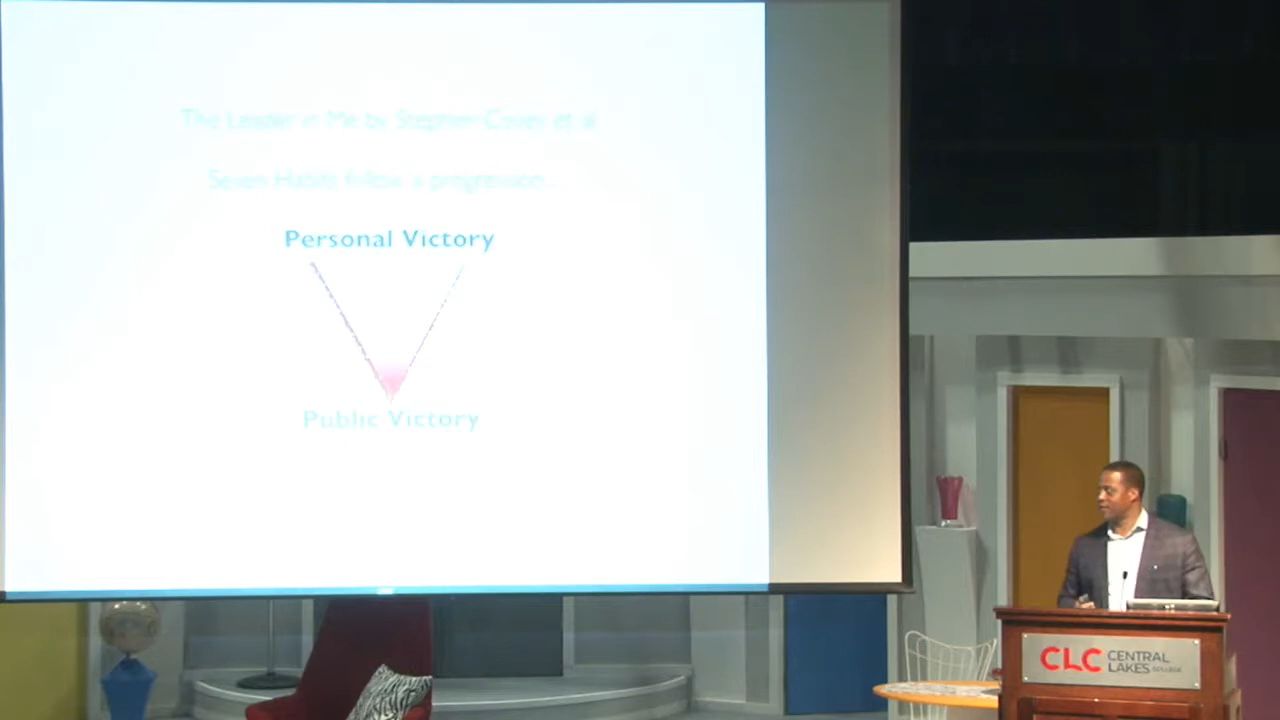 The Leader in Me by Stephen Covey et al
Seven Habits follow a progression...
Personal Victory
Public Victory
CLC CENTRAL
LAKES COLLEGE